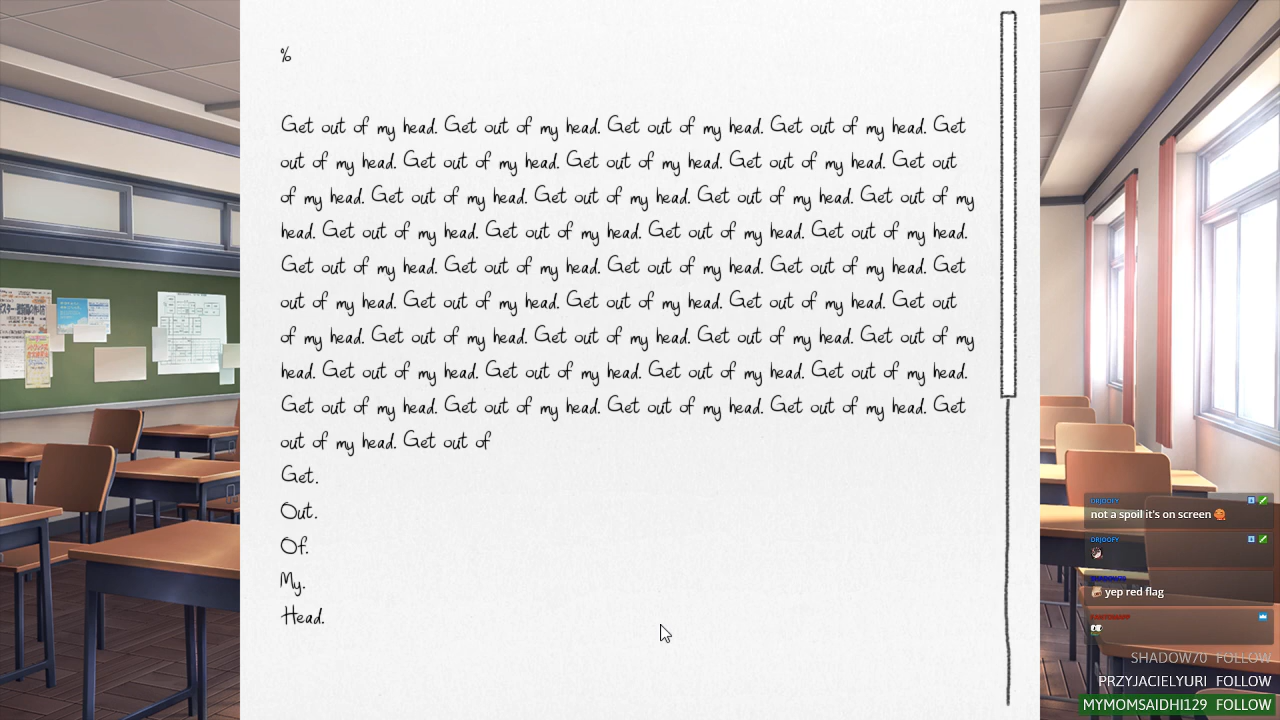 %
Get out of my head. Get out of my head. Get out of my head. Get out of my head. Get
out of my head. Get out of my head. Get out of my head. Get out of my head. Get out
of my head. Get out of my head. Get out of my head. Get out of my head. Get out of my
head. Get out of my head. Get out of my head. Get out of my head. Get out of my head.
Get out of my head. Get out of my head. Get out of my head. Get out of my head. Get
out of my head. Get out of my head. Get out of my head. Get out of my head. Get out
of my head. Get out of my head. Get out of my head. Get out of my head. Get out of my
head. Get out of my head. Get out of my head. Get out of my head. Get out of my head.
Get out of my head. Get out of my head. Get out of my head. Get out of my head. Get
out of my head. Get out of
Get.
Out.
Of.
My.
Head.
DRJOOFY
not a spoil it's on screen
DRJOOFY
SHADOW70
yep red flag
SHADOW70 FOLLOW
PRZYJACIELYURI FOLLOW
MYMOMSAIDHI129 FOLLOW